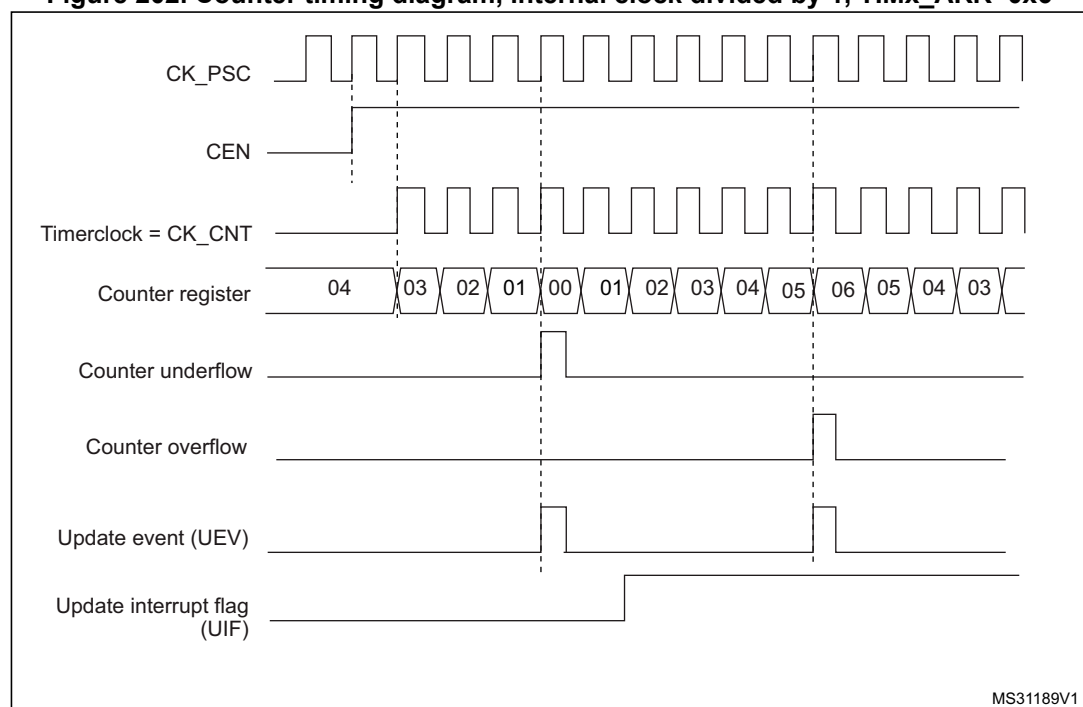 CK_PSC
CEN
Timerclock = CK_CNT
Counter register 04 03 02 01 00 01 02 03 04 05 06 05 04 03
Counter underflow
Counter overflow
Update event (UEV)
Update interrupt flag
(UIF)
MS31189V1